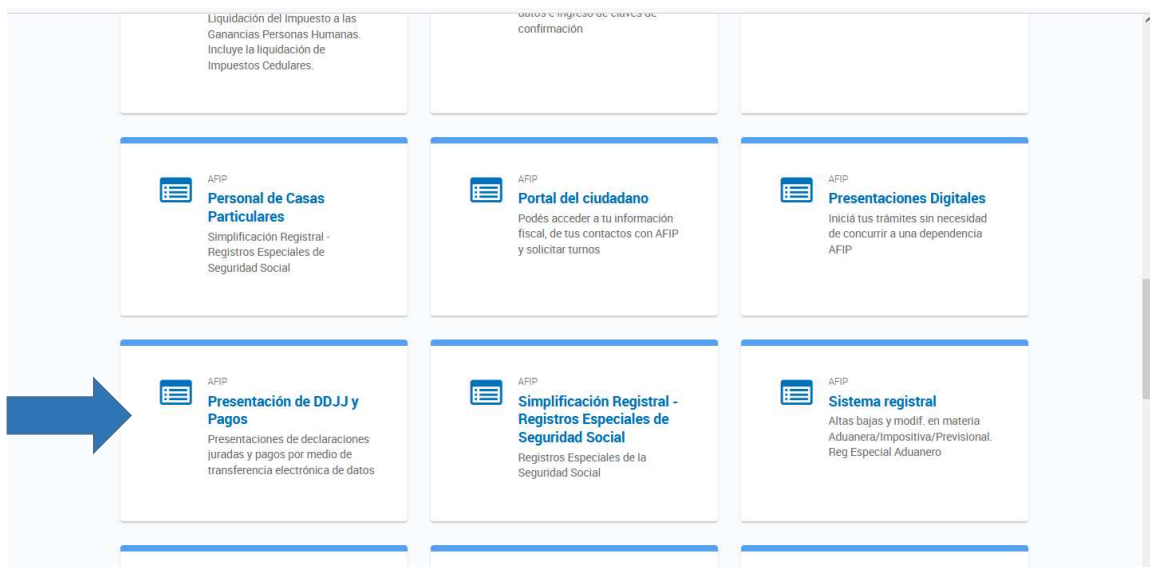 Liquidación del Impuesto a las
Ganancias Personas Humanas.
Incluye la liquidación de
Impuestos Cedulares.
datos e ingreso de claves de
confirmación
AFIP
Personal de Casas
Particulares
Simplificación Registral -
Registros Especiales de
Seguridad Social
AFIP
Portal del ciudadano
Podés acceder a tu información
fiscal, de tus contactos con AFIP
y solicitar turnos
AFIP
Presentaciones Digitales
Iniciá tus trámites sin necesidad
de concurrir a una dependencia
AFIP
AFIP
Presentación de DDJJ y
Pagos
Presentaciones de declaraciones
juradas y pagos por medio de
transferencia electrónica de datos
AFIP
Simplificación Registral -
Registros Especiales de
Seguridad Social
Registros Especiales de la
Seguridad Social
AFIP
Sistema registral
Altas bajas y modif. en materia
Aduanera/Impositiva/Previsional.
Reg Especial Aduanero